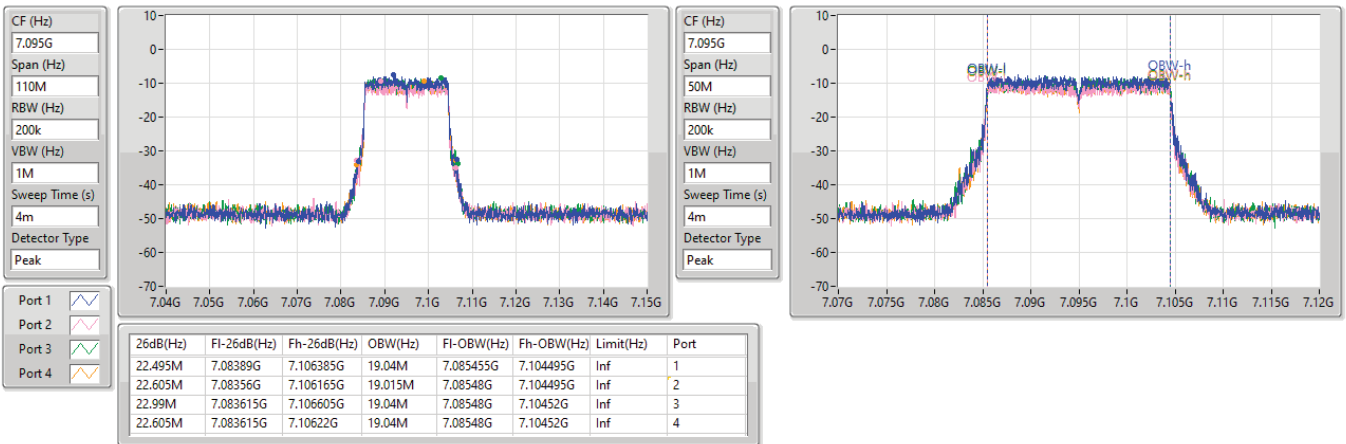 CF (Hz)
7.095G
Span (Hz)
110M
RBW (Hz)
200k
VBW (Hz)
1M
Sweep Time (s)
4m
Detector Type
Peak
10
0
-10
-20
-30
-40
-50
-60
-70
7.04G 7.05G 7.06G 7.07G 7.08G 7.09G 7.1G 7.11G 7.12G 7.13G 7.14G 7.15G
CF (Hz)
7.095G
Span (Hz)
50M
RBW (Hz)
200k
VBW (Hz)
1M
Sweep Time (s)
4m
Detector Type
Peak
10
0
-10
-20
-30
-40
-50
-60
-70
OBW-l
OBW-h
OBW-h
7.07G 7.075G 7.08G 7.085G 7.09G 7.095G 7.1G 7.105G 7.11G 7.115G 7.12G
Port 1
Port 2
Port 3
Port 4
26dB(Hz) Fl-26dB(Hz) Fh-26dB(Hz) OBW(Hz) Fl-OBW(Hz) Fh-OBW(Hz) Limit(Hz) Port
22.495M 7.08389G 7.106385G 19.04M 7.085455G 7.104495G Inf 1
22.605M 7.08356G 7.106165G 19.015M 7.08548G 7.104495G Inf 2
22.99M 7.083615G 7.106605G 19.04M 7.08548G 7.10452G Inf 3
22.605M 7.083615G 7.10622G 19.04M 7.08548G 7.10452G Inf 4